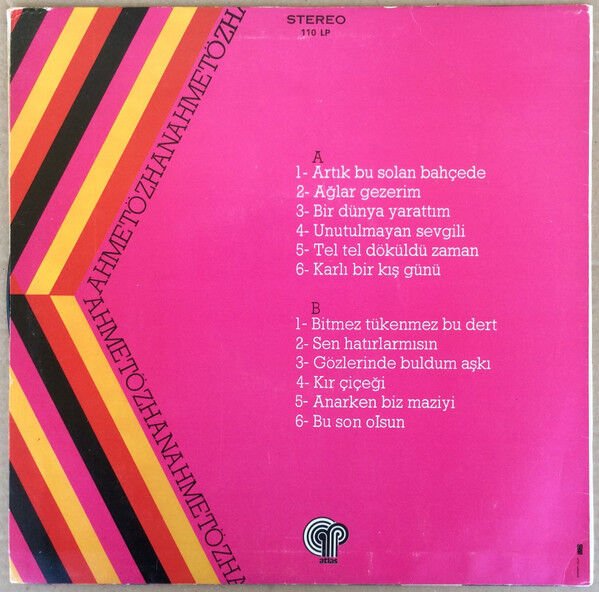 STEREO
110 LP
AHMETÖZHANAHMETÖZHA
A
1- Artık bu solan bahçede
2- Ağlar gezerim
3- Bir dünya yarattım
4- Unutulmayan sevgili
5- Tel tel döküldü zaman
6- Karlı bir kış günü
B
1- Bitmez tükenmez bu dert
2- Sen hatırlarmısın
3- Gözlerinde buldum aşkı
4- Kır çiçeği
5- Anarken biz maziyi
6- Bu son olsun
AHMETÖZHANAHMETÖZHA
atlas